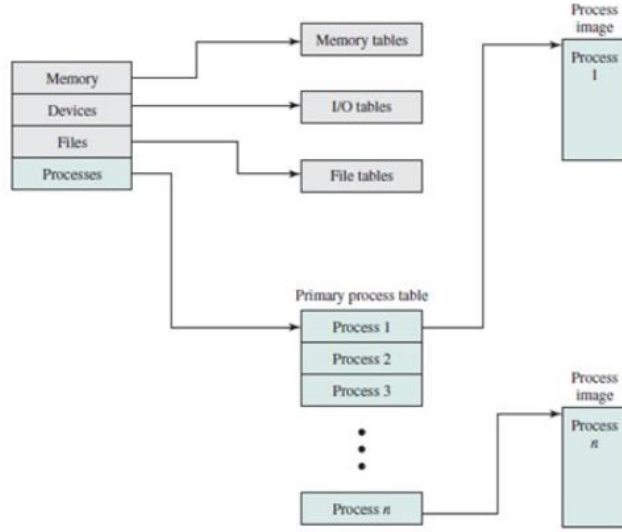 Memory
Devices
Files
Processes
Memory tables
I/O tables
File tables
Primary process table
Process 1
Process 2
Process 3
Process n
Process
image
Process
1
Process
image
Process
n